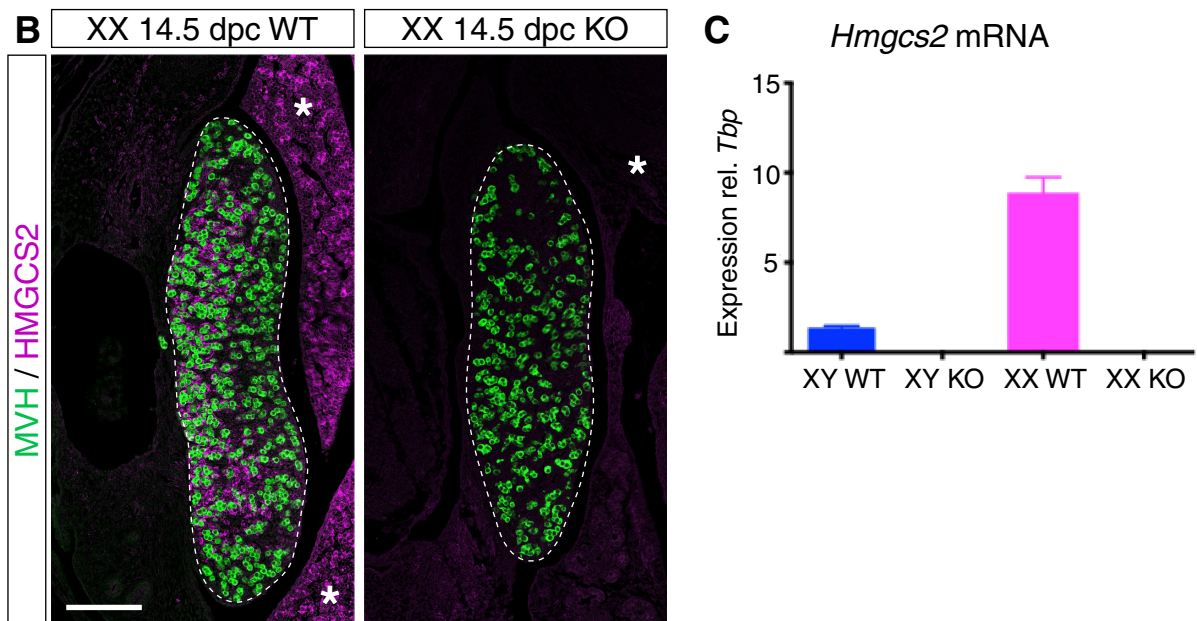 B
XX 14.5 dpc WT
XX 14.5 dpc KO
MVH / HMGCS2
*
*
*
C
Hmgcs2 mRNA
Expression rel. Tbp
15
10
5
XY WT
XY KO
XX WT
XX KO